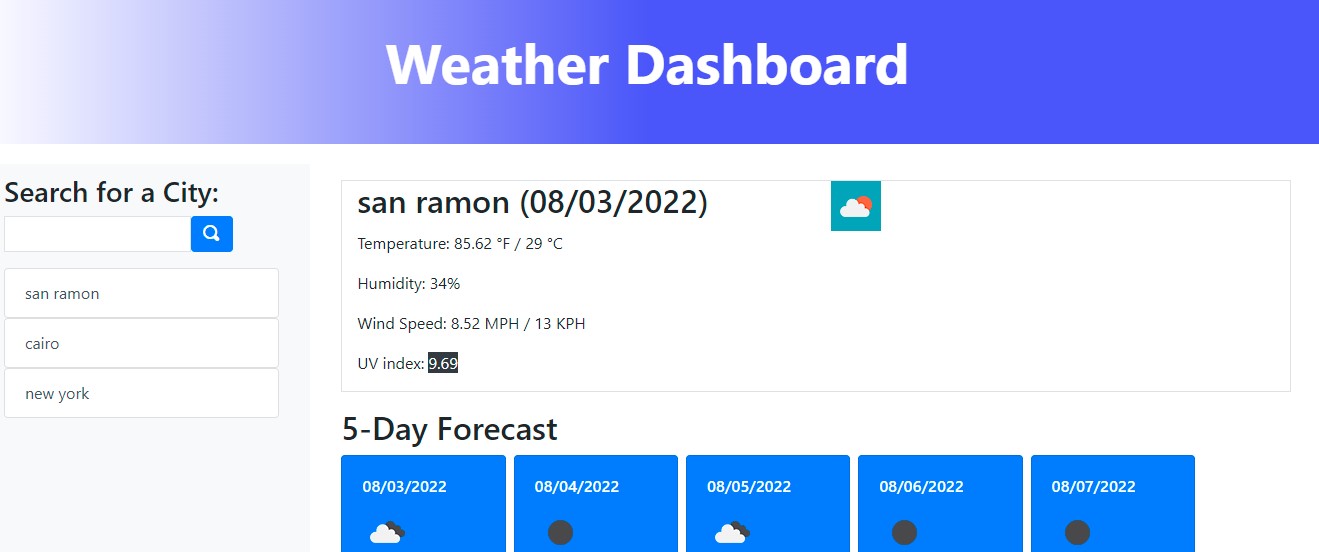 Weather Dashboard
Search for a City:
san ramon
cairo
new york
san ramon (08/03/2022)
Temperature: 85.62 °F / 29 °C
Humidity: 34%
Wind Speed: 8.52 MPH / 13 KPH
UV index: 9.69
5-Day Forecast
08/03/2022
08/04/2022
08/05/2022
08/06/2022
08/07/2022